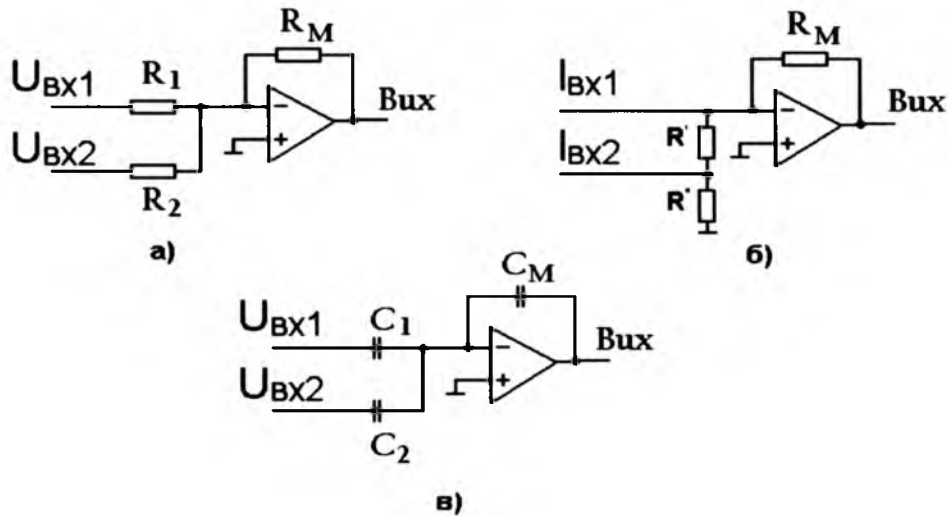 R_M
U_BX1 R_1
Bux
U_BX2
R_2
а)
R_M
I_BX1
Bux
I_BX2
R'
R"
б)
C_M
U_BX1 C_1
Bux
U_BX2
C_2
в)